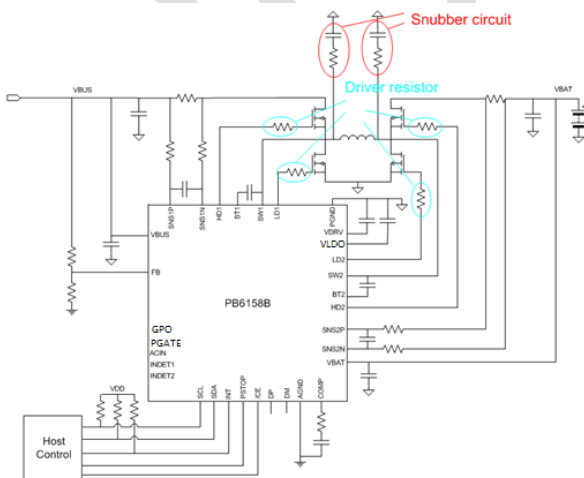 Snubber circuit
VBUS
Driver resistor
VBAT
SNS1P
SNS1N
HD1
BT1
SW1
LD1
PGND
VBUS
VDRV
VLDO
LD2
FB
SW2
PB6158B
BT2
HD2
GPO
PGATE
SNS2P
ACIN
INDET1
SNS2N
INDET2
VBAT
VDD
SCL
SDA
INT
PSTOP
/CE
DP
DM
AGND
COMP
Host
Control